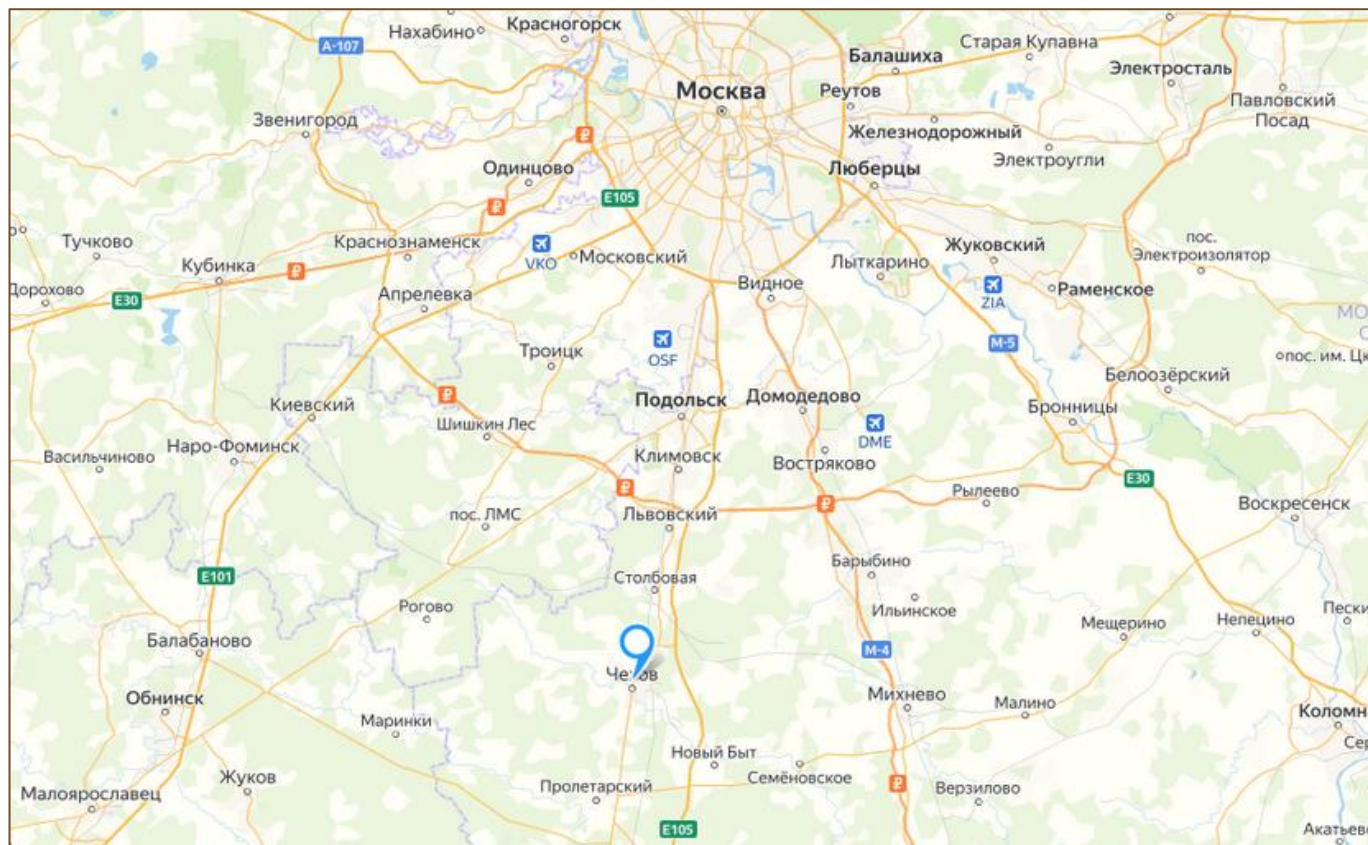 Нахабино
Красногорск
А-107
Балашиха
Старая Купавна
Электросталь
Москва
Реутов
Павловский
Посад
Звенигород
Железнодорожный
Электроугли
Одинцово
Люберцы
E105
Тучково
Краснознаменск
VKO
Московский
Жуковский
пос.
Электроизолятор
Кубинка
Лыткарино
Дорохово
E30
Апрелевка
Видное
ZIA
Раменское
МО
Троицк
OSF
М-5
пос. им. Цк
Белоозёрский
Киевский
Подольск
Домодедово
Бронницы
Шишкин Лес
DME
Наро-Фоминск
Васильчиново
Климовск
Востряково
E30
Рылеево
Воскресенск
пос. ЛМС
Львовский
E101
Столбовая
Барыбино
Рогово
Ильинское
Пески
Балабаново
Мещерино
Непецино
М-4
Обнинск
Михнево
Малино
Маринки
Коломн
Сер
Новый Быт
Жуков
Пролетарский
Семёновское
Верзилово
Малоярославец
E105
Акатьев